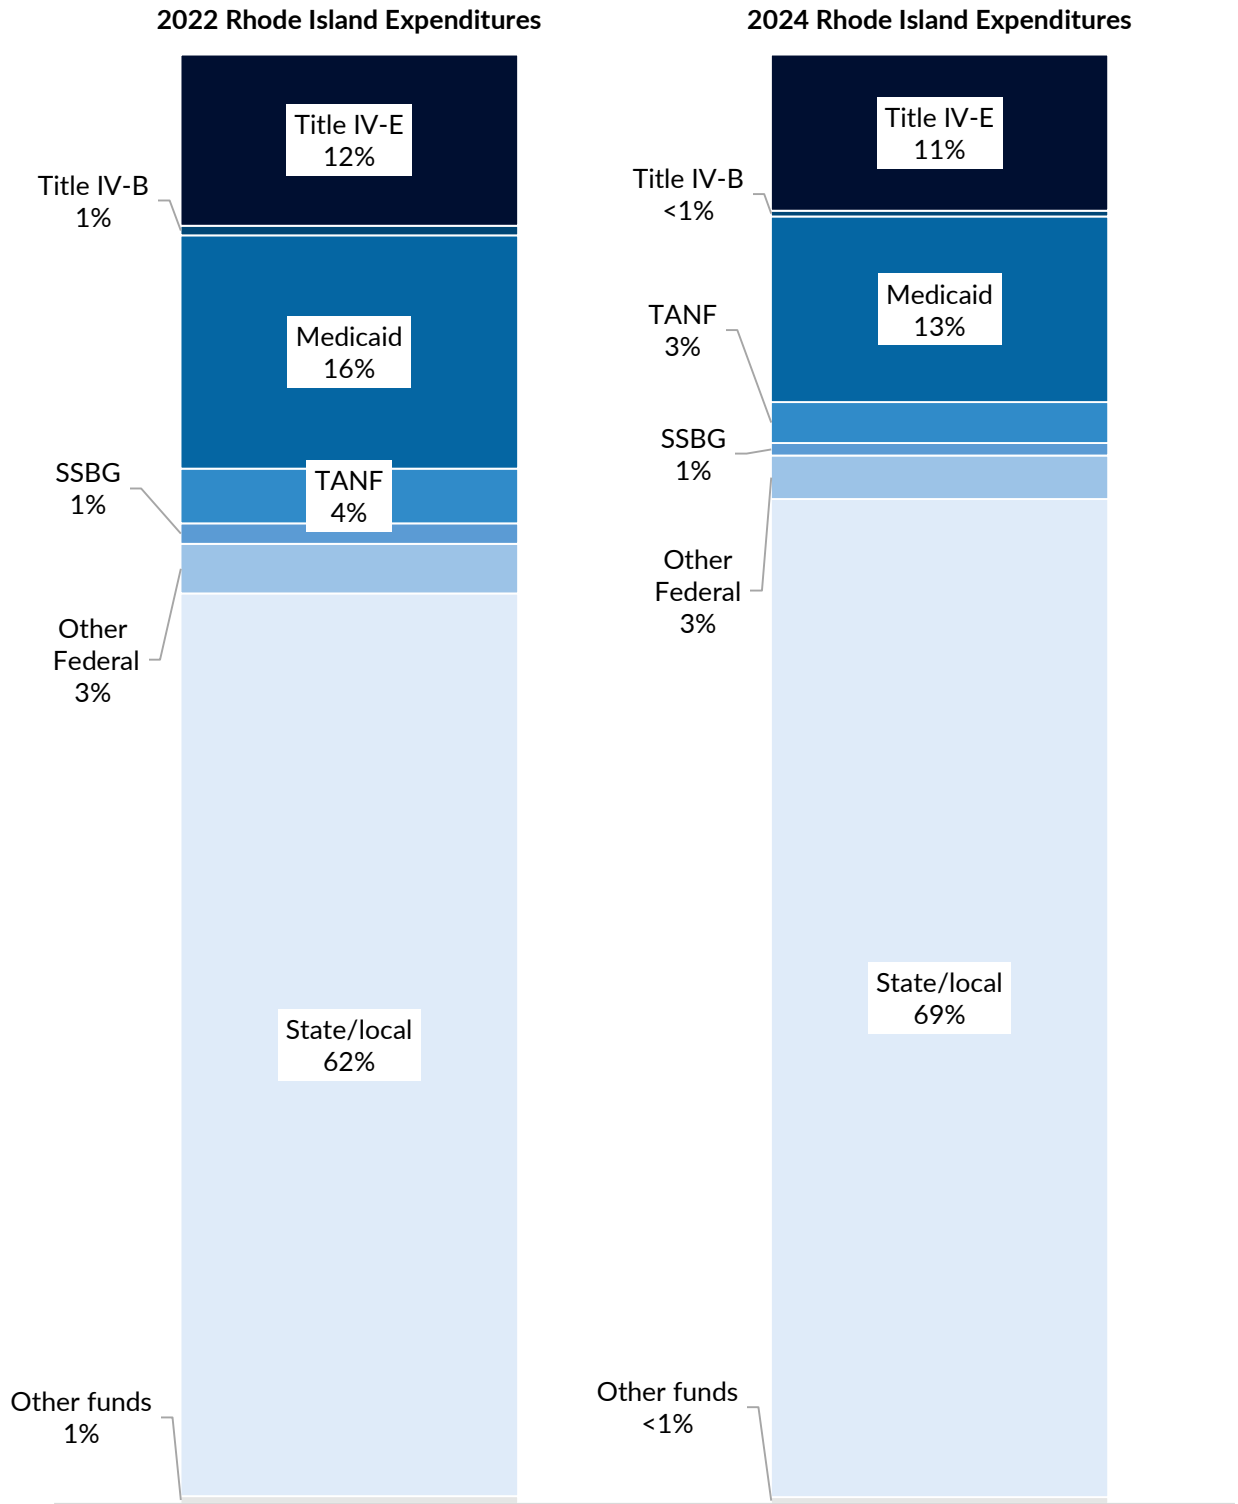 2022 Rhode Island Expenditures
Title IV-E
12%
Title IV-B
1%
Medicaid
16%
SSBG
1%
TANF
4%
Other
Federal
3%
State/local
62%
Other funds
1%
2024 Rhode Island Expenditures
Title IV-E
11%
Title IV-B
<1%
Medicaid
13%
TANF
3%
SSBG
1%
Other
Federal
3%
State/local
69%
Other funds
<1%